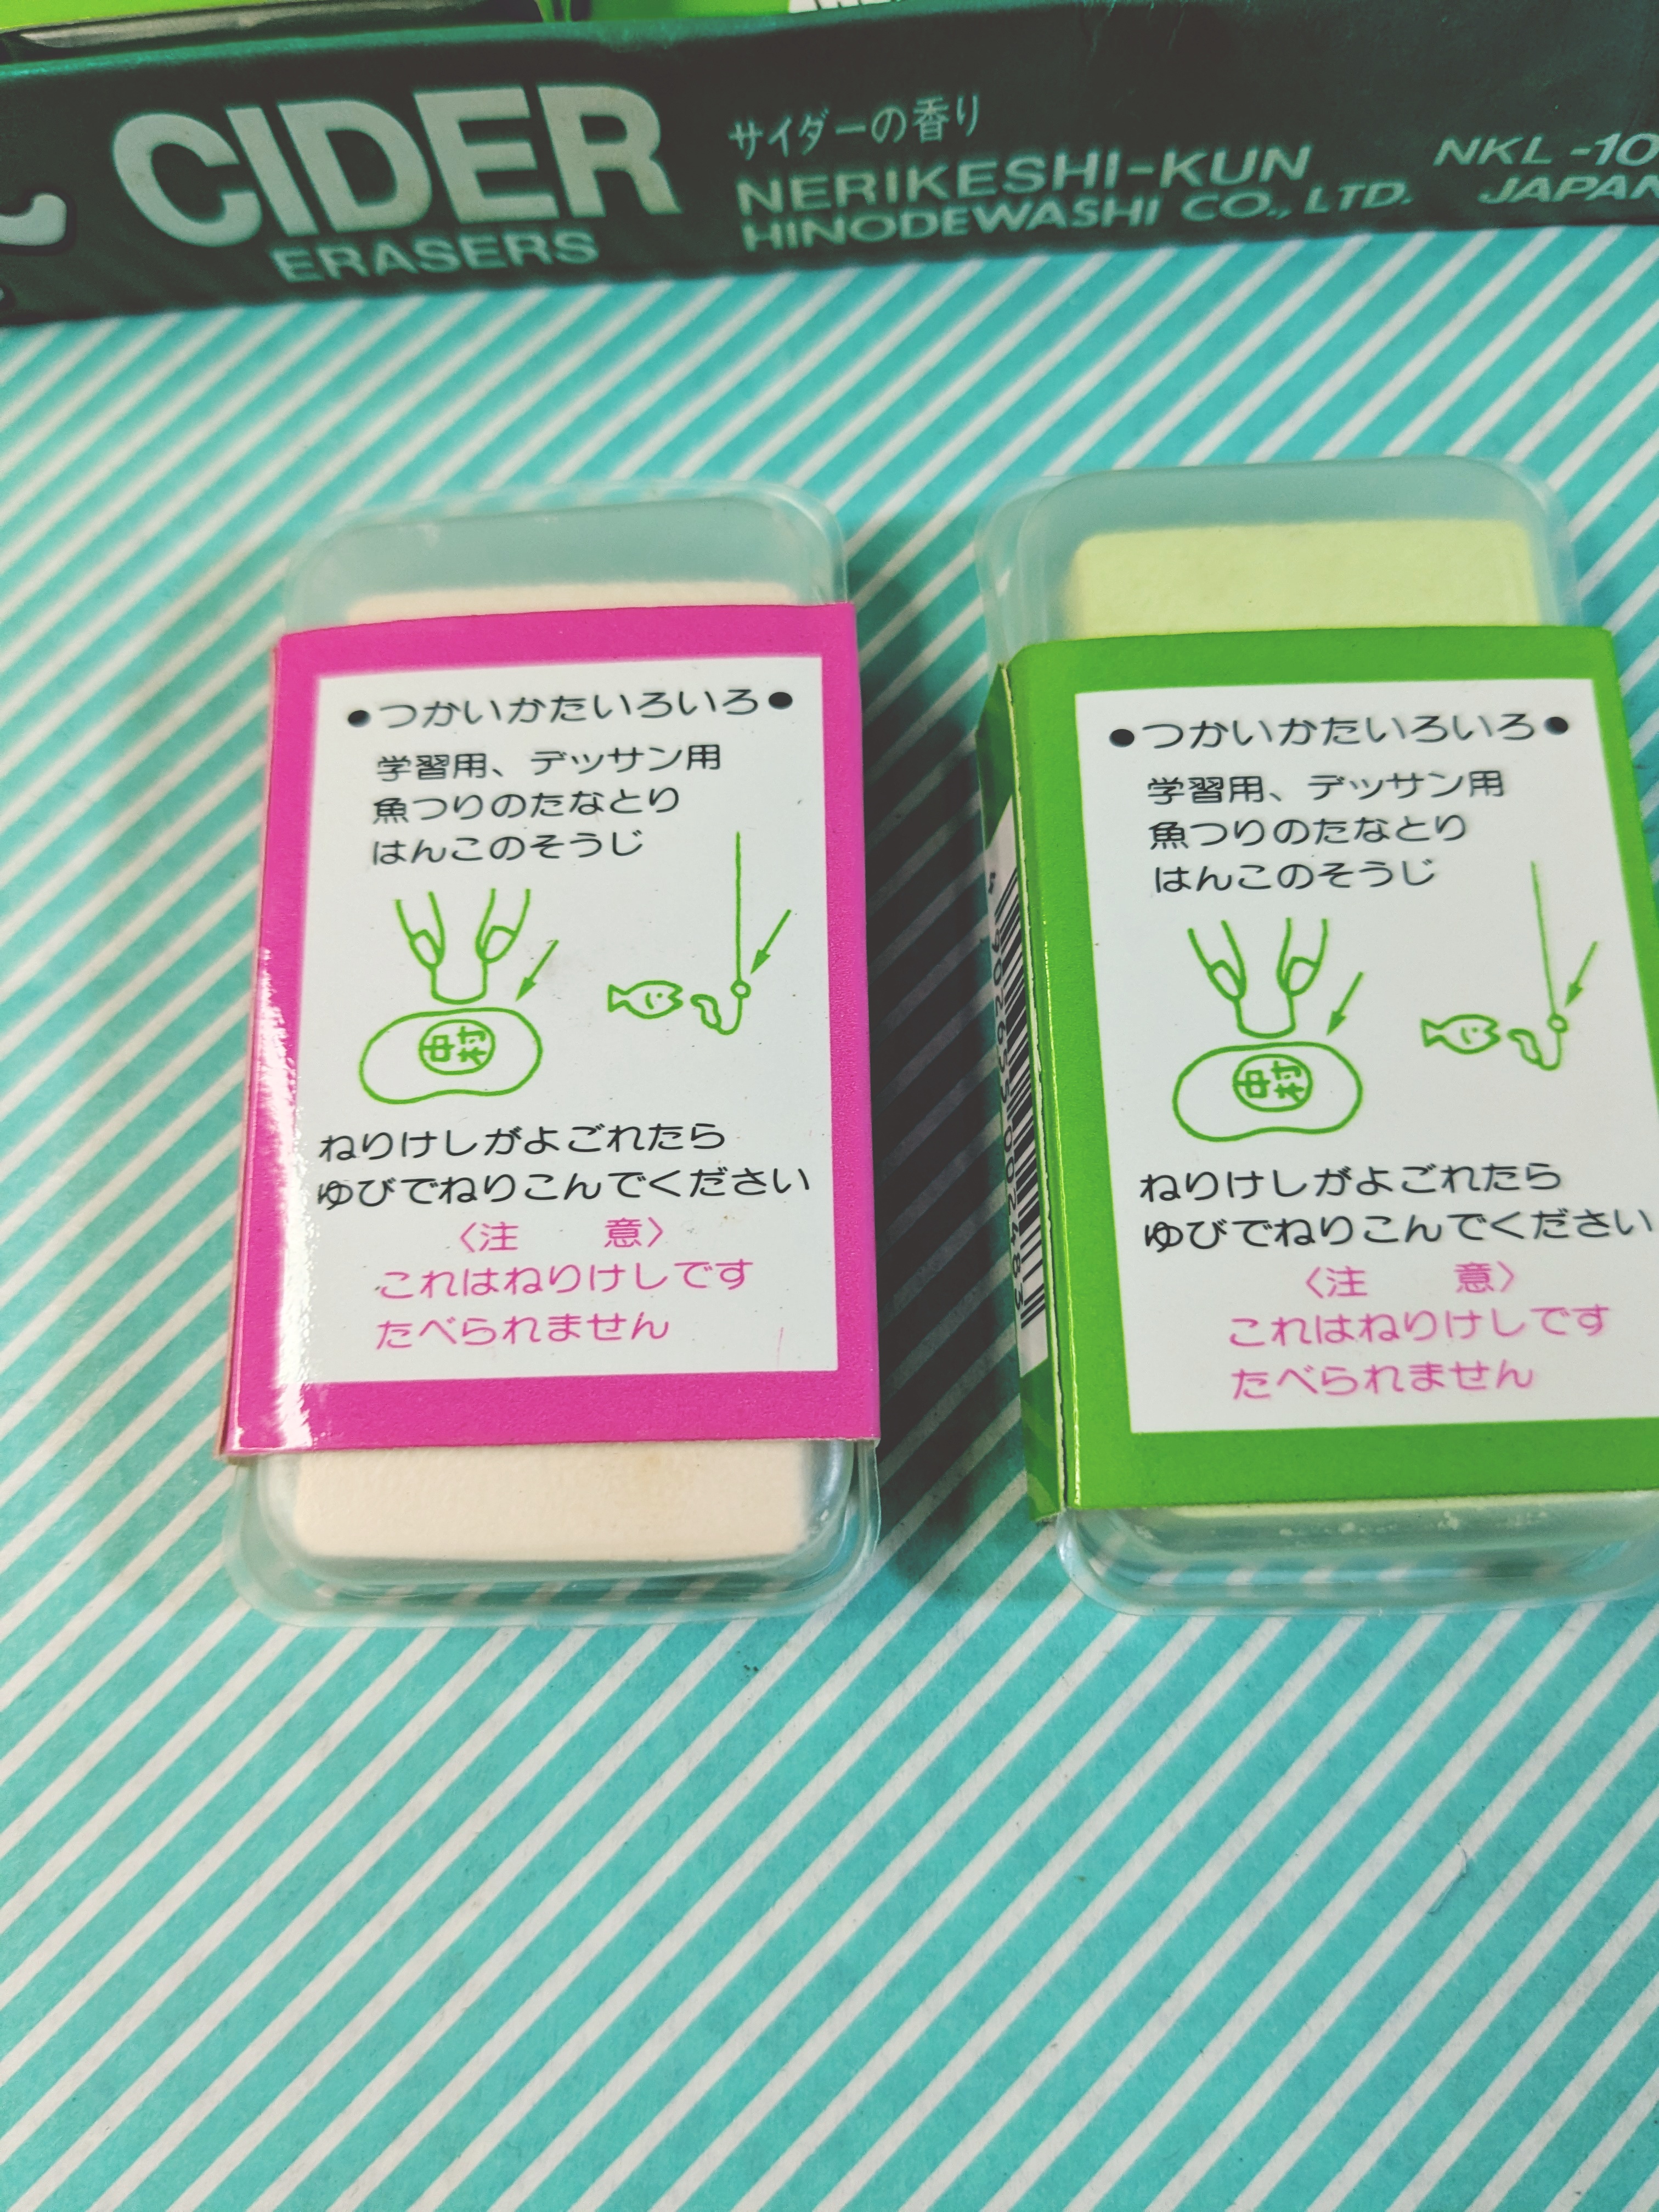 CIDER
ERASERS
サイダーの香り
NERIKESHI-KUN
HINODEWASHI CO., LTD.
NKL-10
JAPAN
●つかいかたいろいろ●
学習用、デッサン用
魚つりのたなとり
はんこのそうじ
中村
ねりけしがよごれたら
ゆびでねりこんでください
〈注 意〉
これはねりけしです
たべられません
●つかいかたいろいろ●
学習用、デッサン用
魚つりのたなとり
はんこのそうじ
中村
ねりけしがよごれたら
ゆびでねりこんでください
〈注 意〉
これはねりけしです
たべられません